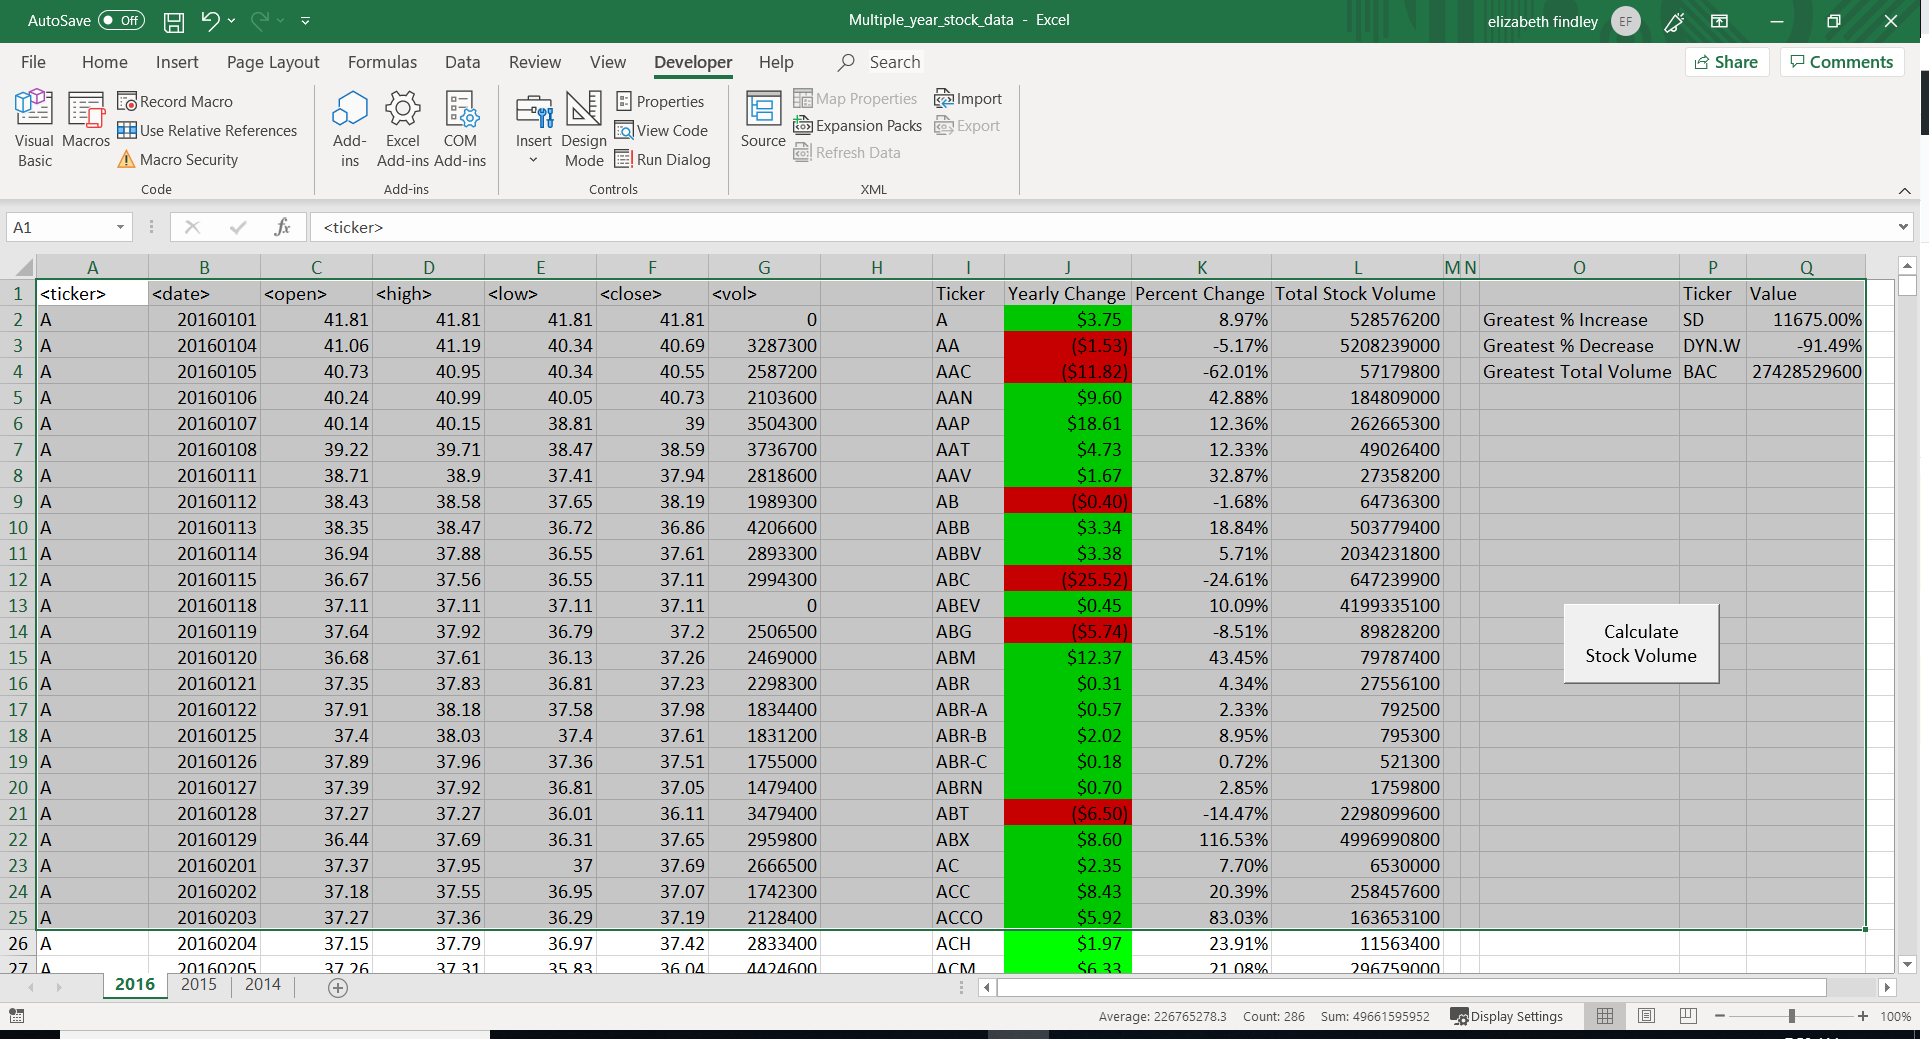 AutoSave Off Multiple_year_stock_data - Excel elizabeth findley EF
File Home Insert Page Layout Formulas Data Review View Developer Help Search Share Comments
Visual Basic
Macros
Record Macro
Use Relative References
Macro Security
Code
Add-ins
Excel Add-ins
COM Add-ins
Add-ins
Insert
Design Mode
Properties
View Code
Run Dialog
Controls
Source
Map Properties
Expansion Packs
Refresh Data
Import
Export
XML
A1 fx <ticker>
A B C D E F G H I J K L M N O P Q
1 <ticker> <date> <open> <high> <low> <close> <vol> Ticker Yearly Change Percent Change Total Stock Volume Ticker Value
2 A 20160101 41.81 41.81 41.81 41.81 0 A $3.75 8.97% 528576200 Greatest % Increase SD 11675.00%
3 A 20160104 41.06 41.19 40.34 40.69 3287300 AA ($1.53) -5.17% 5208239000 Greatest % Decrease DYN.W -91.49%
4 A 20160105 40.73 40.95 40.34 40.55 2587200 AAC ($11.82) -62.01% 57179800 Greatest Total Volume BAC 27428529600
5 A 20160106 40.24 40.99 40.05 40.73 2103600 AAN $9.60 42.88% 184809000
6 A 20160107 40.14 40.15 38.81 39 3504300 AAP $18.61 12.36% 262665300
7 A 20160108 39.22 39.71 38.47 38.59 3736700 AAT $4.73 12.33% 49026400
8 A 20160111 38.71 38.9 37.41 37.94 2818600 AAV $1.67 32.87% 27358200
9 A 20160112 38.43 38.58 37.65 38.19 1989300 AB ($0.40) -1.68% 64736300
10 A 20160113 38.35 38.47 36.72 36.86 4206600 ABB $3.34 18.84% 503779400
11 A 20160114 36.94 37.88 36.55 37.61 2893300 ABBV $3.38 5.71% 2034231800
12 A 20160115 36.67 37.56 36.55 37.11 2994300 ABC ($25.52) -24.61% 647239900
13 A 20160118 37.11 37.11 37.11 37.11 0 ABEV $0.45 10.09% 4199335100
14 A 20160119 37.64 37.92 36.79 37.2 2506500 ABG ($5.74) -8.51% 89828200
15 A 20160120 36.68 37.61 36.13 37.26 2469000 ABM $12.37 43.45% 79787400
16 A 20160121 37.35 37.83 36.81 37.23 2298300 ABR $0.31 4.34% 27556100
17 A 20160122 37.91 38.18 37.58 37.98 1834400 ABR-A $0.57 2.33% 792500
18 A 20160125 37.4 38.03 37.4 37.61 1831200 ABR-B $2.02 8.95% 795300
19 A 20160126 37.89 37.96 37.36 37.51 1755000 ABR-C $0.18 0.72% 521300
20 A 20160127 37.39 37.92 36.81 37.05 1479400 ABRN $0.70 2.85% 1759800
21 A 20160128 37.27 37.27 36.01 36.11 3479400 ABT ($6.50) -14.47% 2298099600
22 A 20160129 36.44 37.69 36.31 37.65 2959800 ABX $8.60 116.53% 4996990800
23 A 20160201 37.37 37.95 37 37.69 2666500 AC $2.35 7.70% 6530000
24 A 20160202 37.18 37.55 36.95 37.07 1742300 ACC $8.43 20.39% 258457600
25 A 20160203 37.27 37.36 36.29 37.19 2128400 ACCO $5.92 83.03% 163653100
26 A 20160204 37.15 37.79 36.97 37.42 2833400 ACH $1.97 23.91% 11563400
27 A 20160205 37.26 37.31 35.83 36.04 4424600 ACM $6.33 21.08% 296759000
Calculate
Stock Volume
2016 2015 2014
Average: 226765278.3 Count: 286 Sum: 49661595952 Display Settings 100%